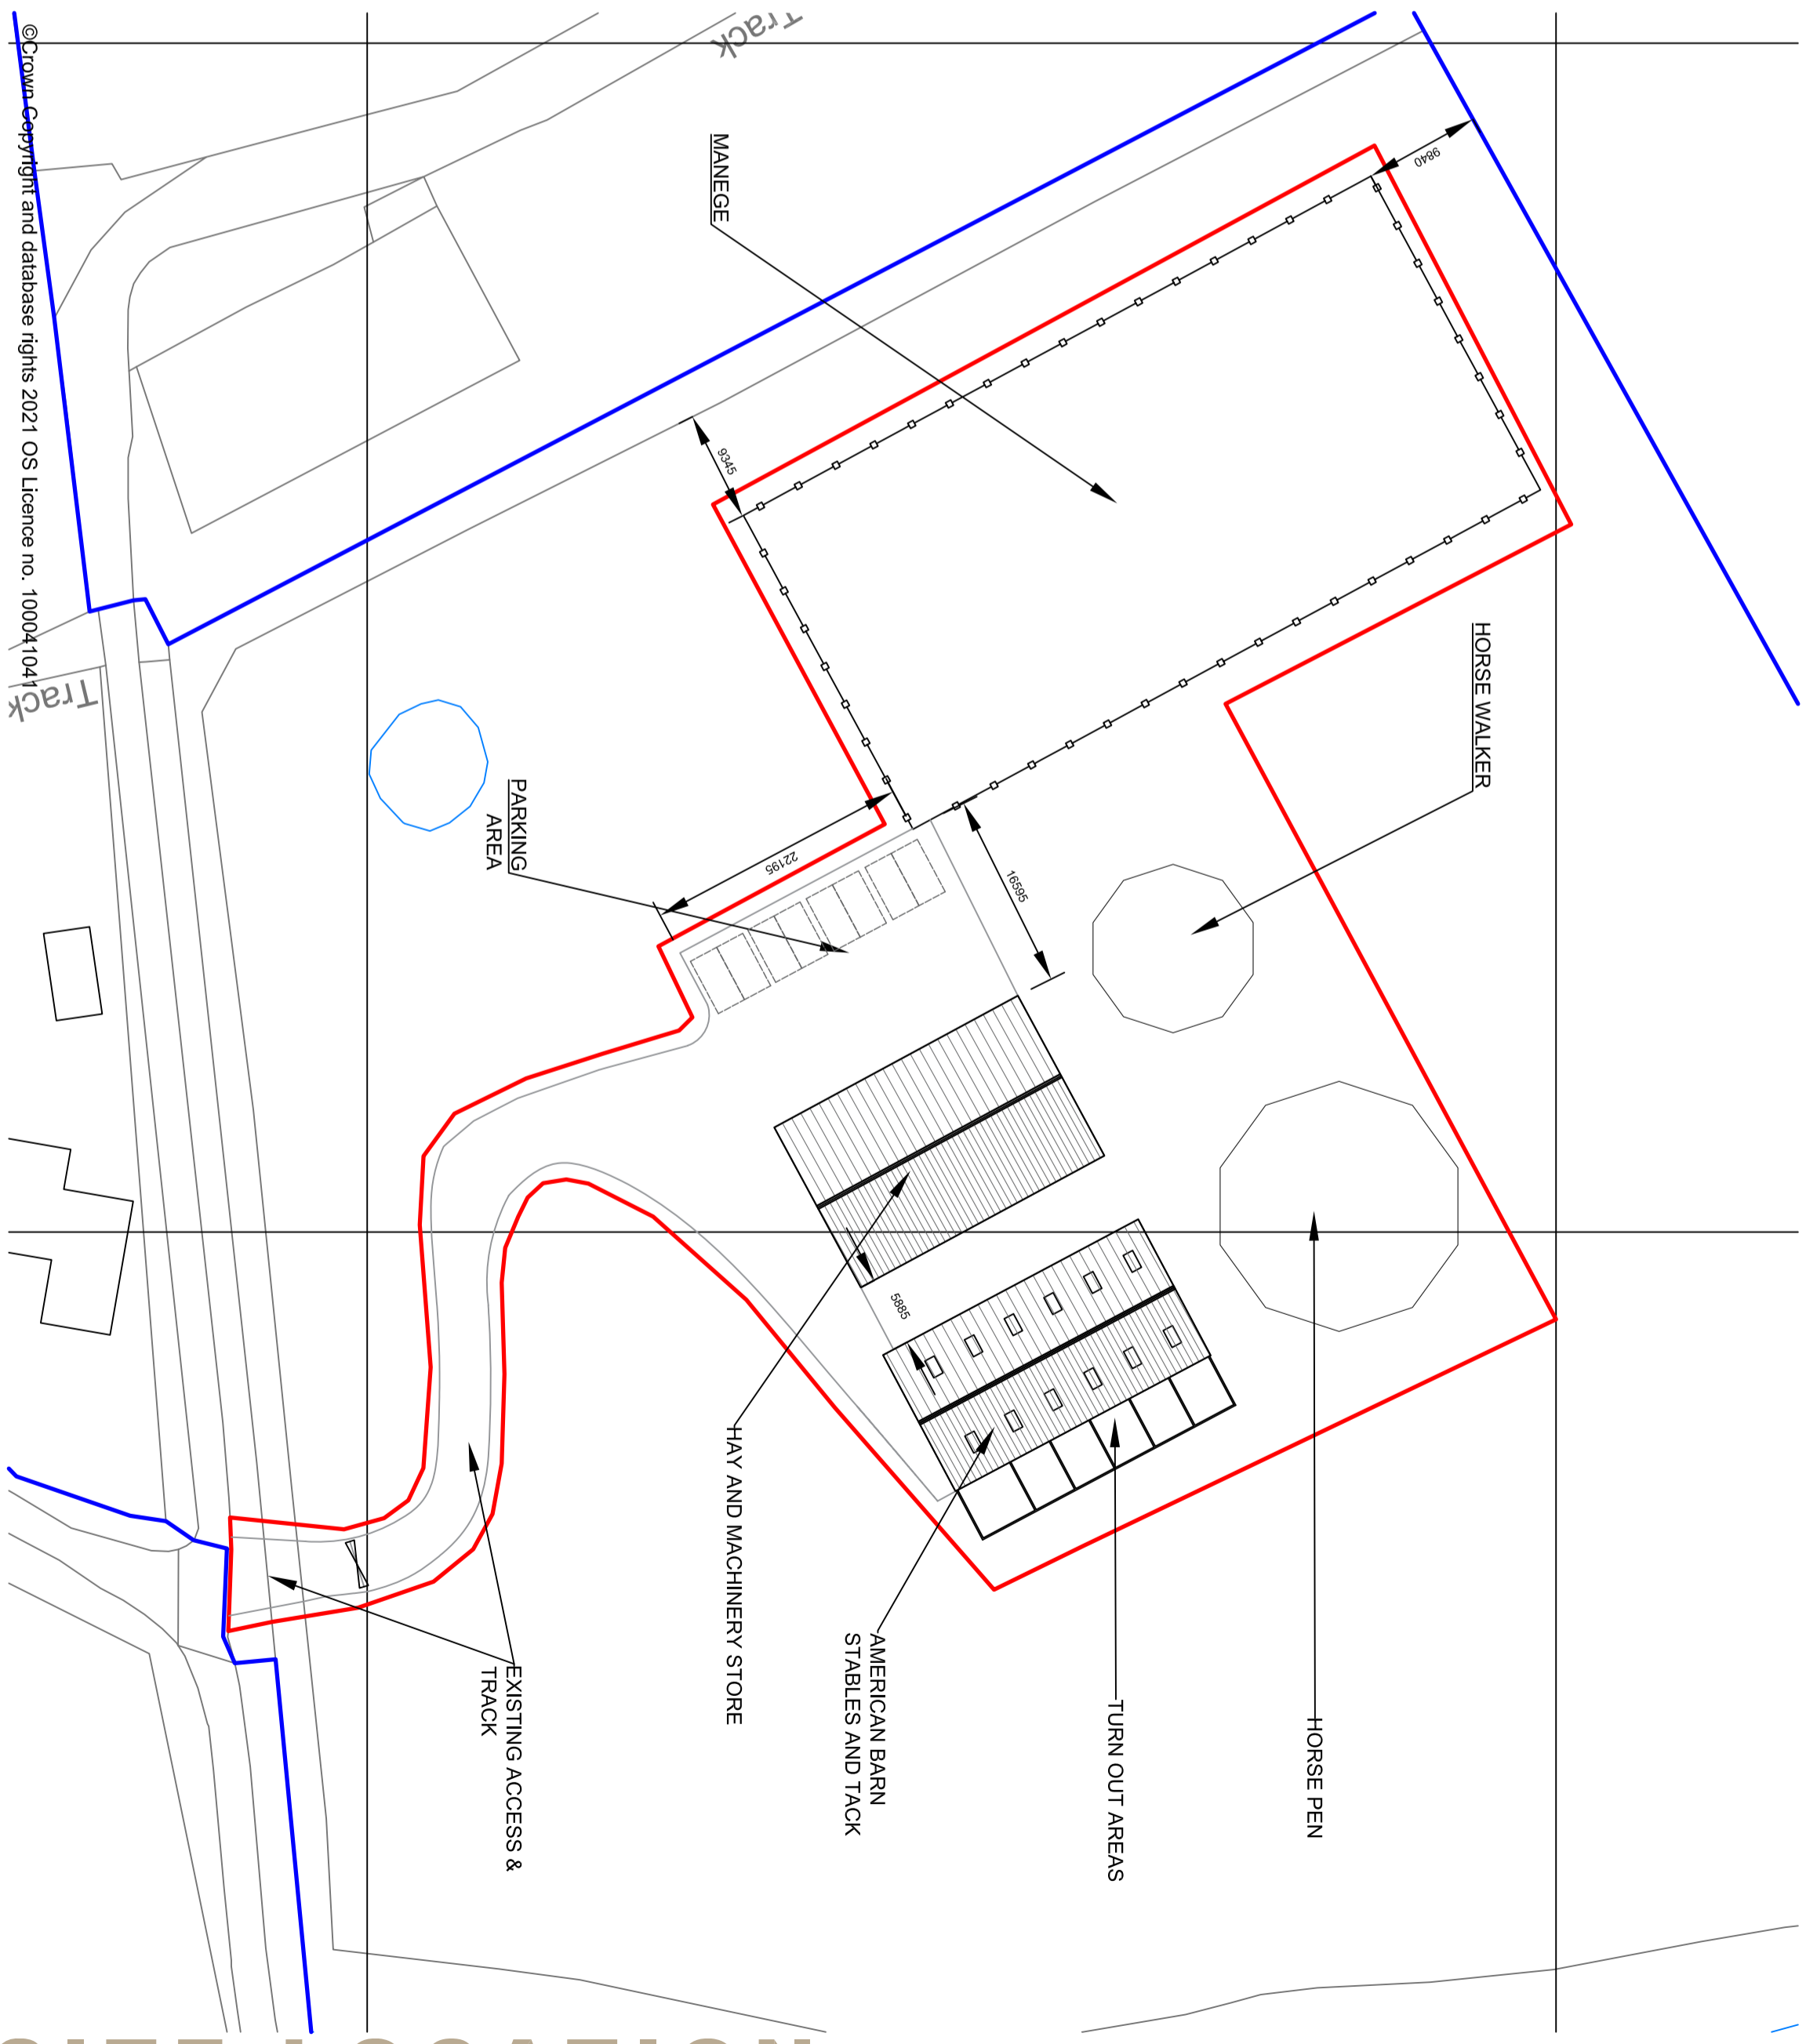 Track
MANEGE
9840
9345
HORSE WALKER
©Crown Copyright and database rights 2021 OS Licence no. 100041041
Track
PARKING
AREA
22195
16595
5885
HAY AND MACHINERY STORE
AMERICAN BARN
STABLES AND TACK
TURN OUT AREAS
HORSE PEN
EXISTING ACCESS &
TRACK
SITE LOCATION